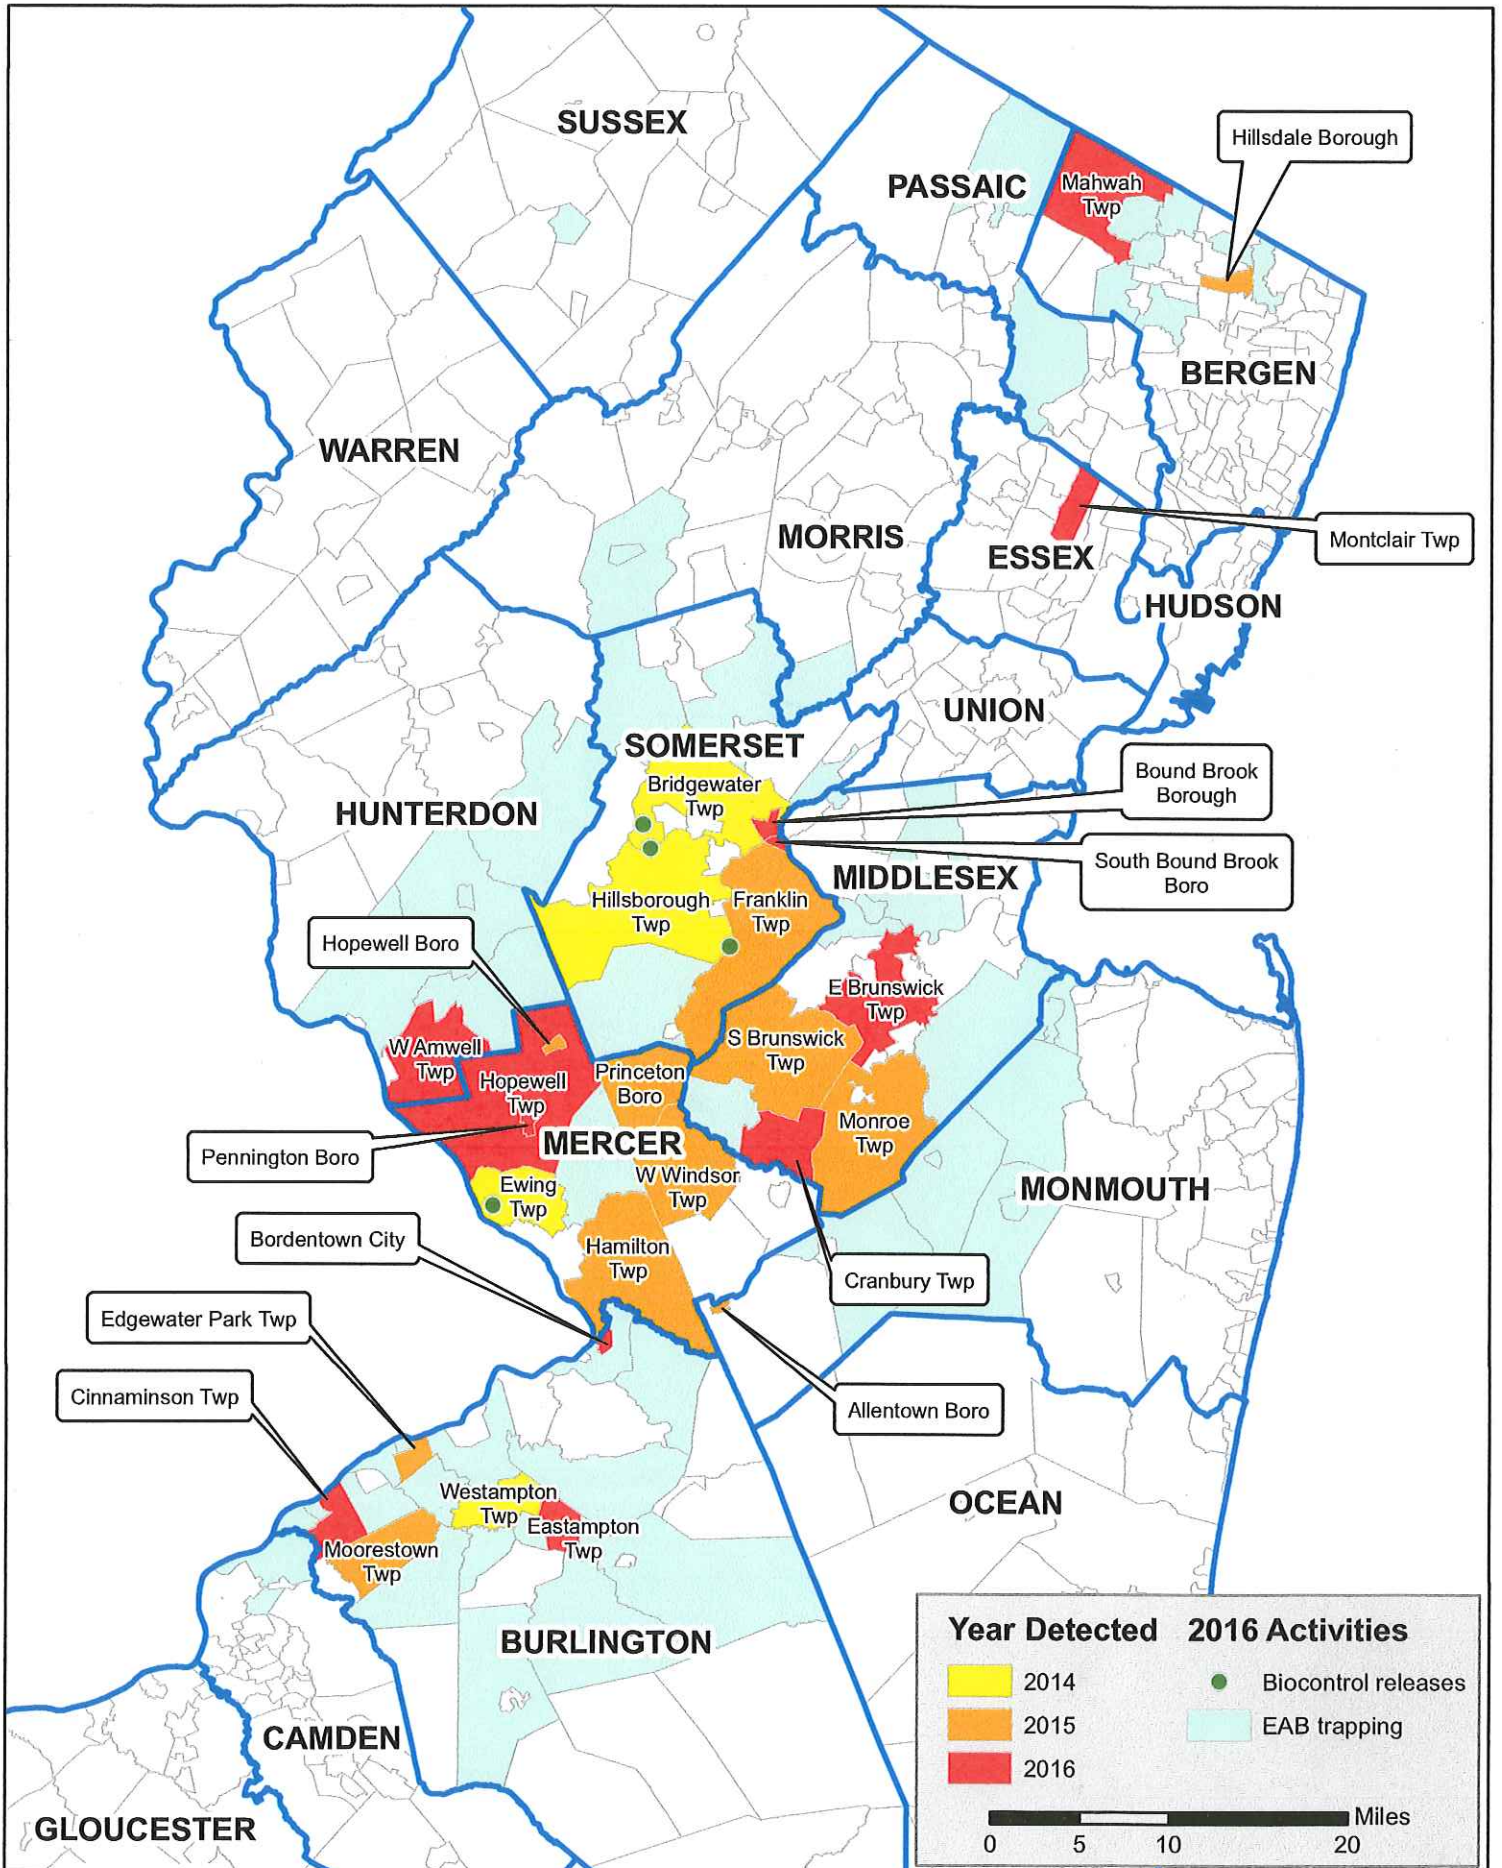 SUSSEX
PASSAIC
Mahwah
Twp
Hillsdale Borough
BERGEN
WARREN
MORRIS
ESSEX
Montclair Twp
HUDSON
UNION
SOMERSET
Bridgewater
Twp
Bound Brook
Borough
HUNTERDON
South Bound Brook
Boro
MIDDLESEX
Hillsborough
Twp
Franklin
Twp
Hopewell Boro
E Brunswick
Twp
W Amwell
Twp
S Brunswick
Twp
Hopewell
Twp
Princeton
Boro
Monroe
Twp
Pennington Boro
MERCER
W Windsor
Twp
Ewing
Twp
MONMOUTH
Bordentown City
Hamilton
Twp
Cranbury Twp
Edgewater Park Twp
Cinnaminson Twp
Allentown Boro
Westampton
Twp
Eastampton
Twp
OCEAN
Moorestown
Twp
BURLINGTON
CAMDEN
GLOUCESTER
Year Detected
2014
2015
2016
2016 Activities
Biocontrol releases
EAB trapping
Miles
0 5 10 20